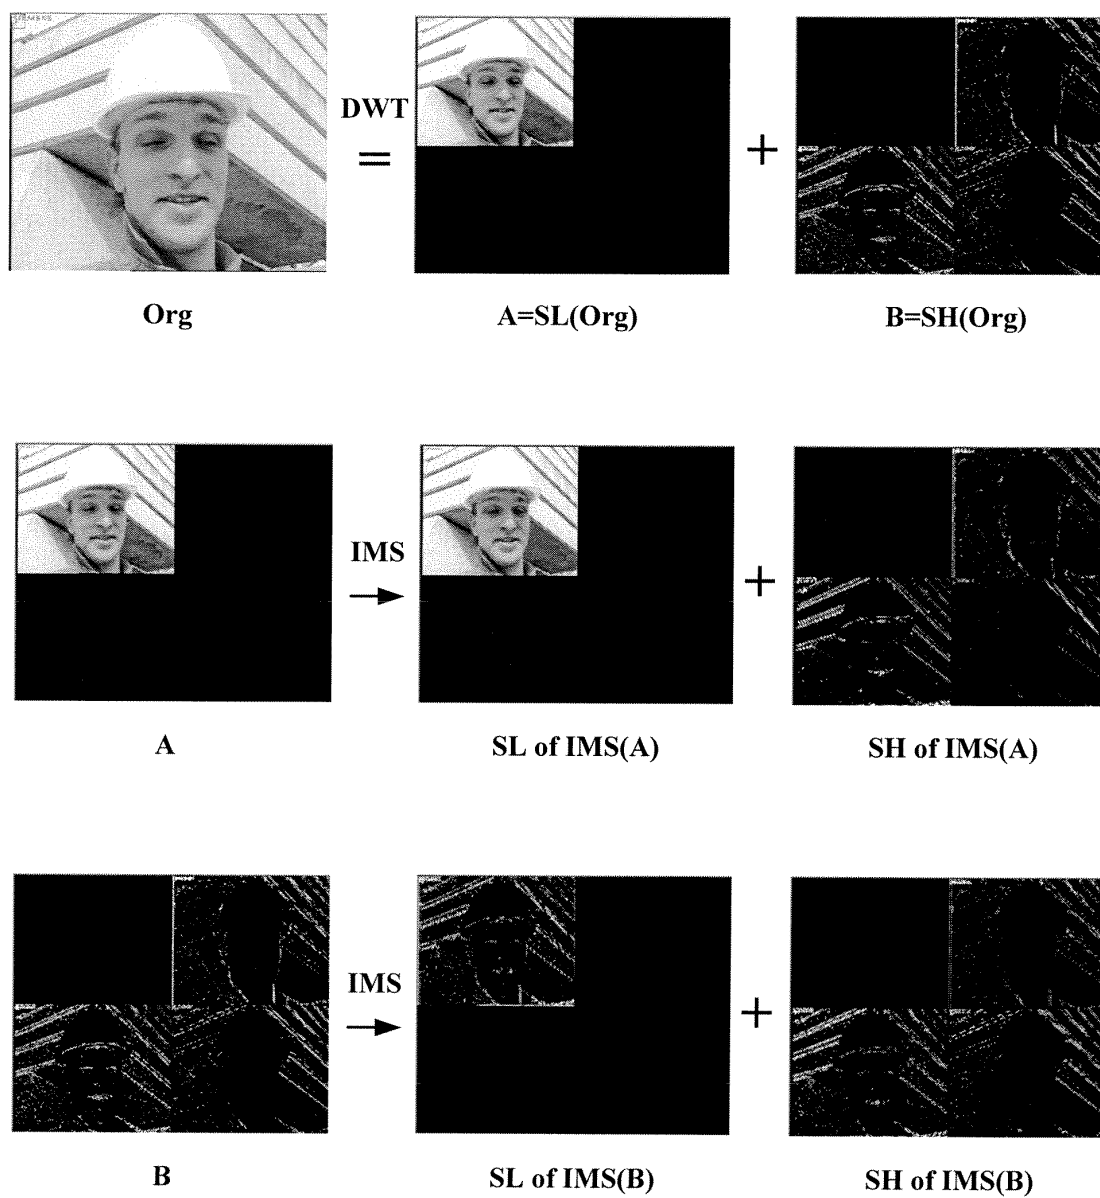 SIEMENS
DWT
=
+
Org
A=SL(Org)
B=SH(Org)
IMS
+
A
SL of IMS(A)
SH of IMS(A)
IMS
+
B
SL of IMS(B)
SH of IMS(B)